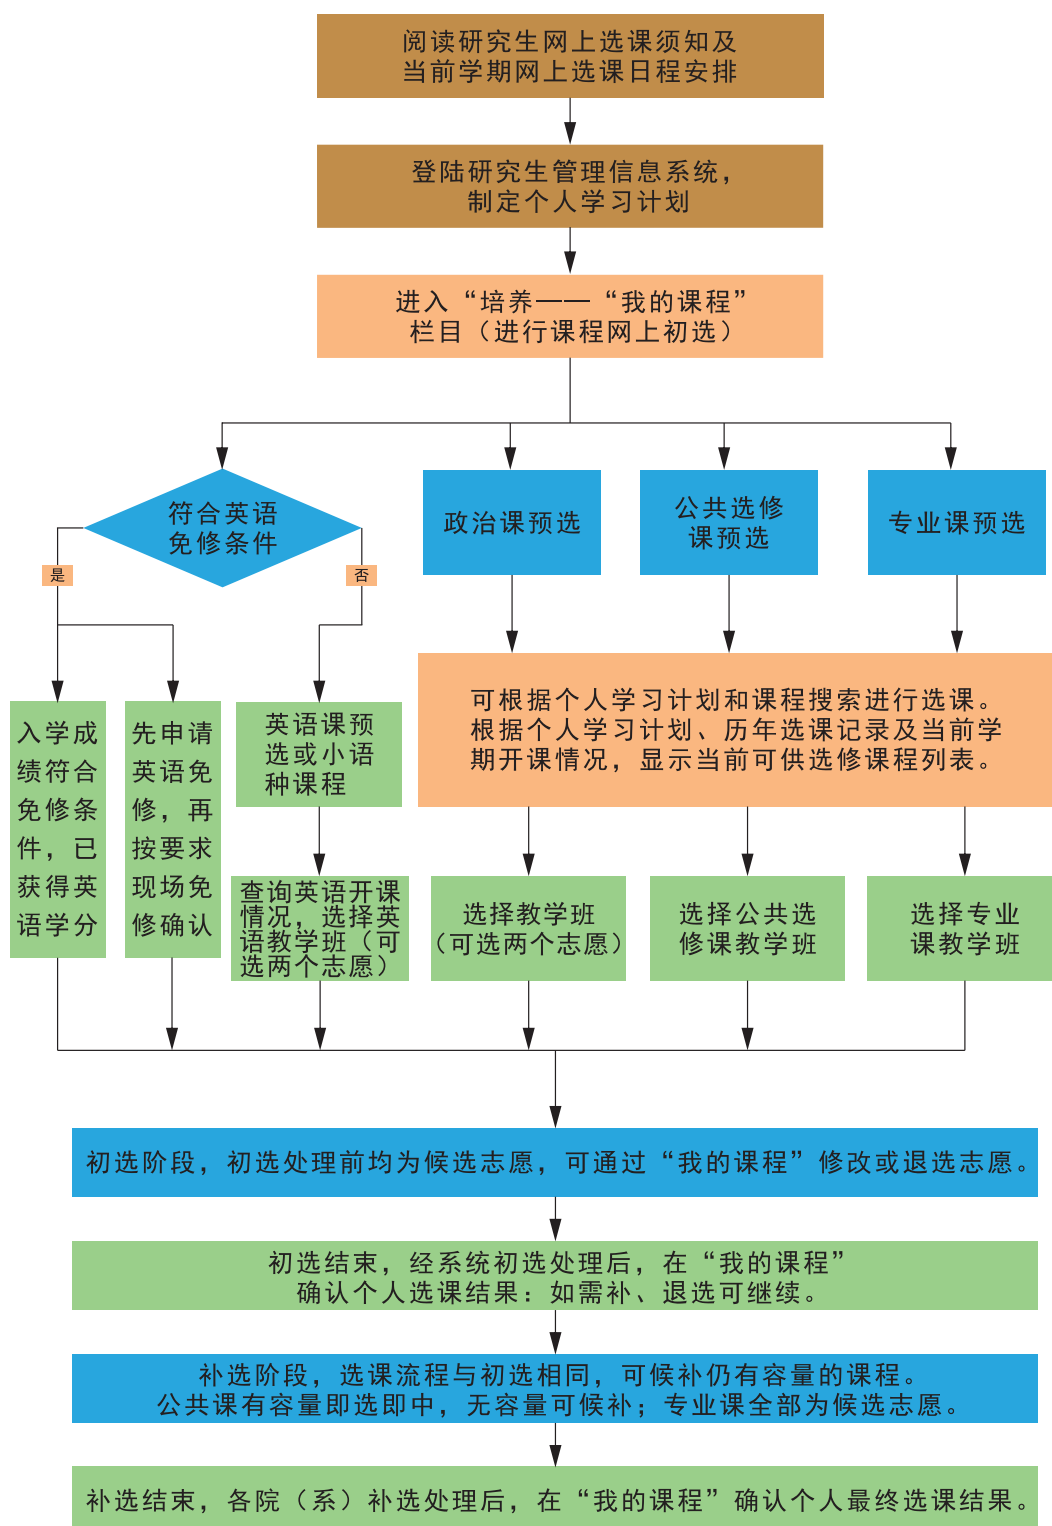 阅读研究生网上选课须知及
当前学期网上选课日程安排
登陆研究生管理信息系统，
制定个人学习计划
进入“培养——“我的课程”
栏目（进行课程网上初选）
符合英语
免修条件
政治课预选
公共选修
课预选
专业课预选
是
否
入学成
绩符合
免修条
件，已
获得英
语学分
先申请
英语免
修，再
按要求
现场免
修确认
英语课预
选或小语
种课程
可根据个人学习计划和课程搜索进行选课。
根据个人学习计划、历年选课记录及当前学
期开课情况，显示当前可供选修课程列表。
查询英语开课
情况，选择英
语教学班（可
选两个志愿）
选择教学班
（可选两个志愿）
选择公共选
修课教学班
选择专业
课教学班
初选阶段，初选处理前均为候选志愿，可通过“我的课程”修改或退选志愿。
初选结束，经系统初选处理后，在“我的课程”
确认个人选课结果：如需补、退选可继续。
补选阶段，选课流程与初选相同，可候补仍有容量的课程。
公共课有容量即选即中，无容量可候补；专业课全部为候选志愿。
补选结束，各院（系）补选处理后，在“我的课程”确认个人最终选课结果。